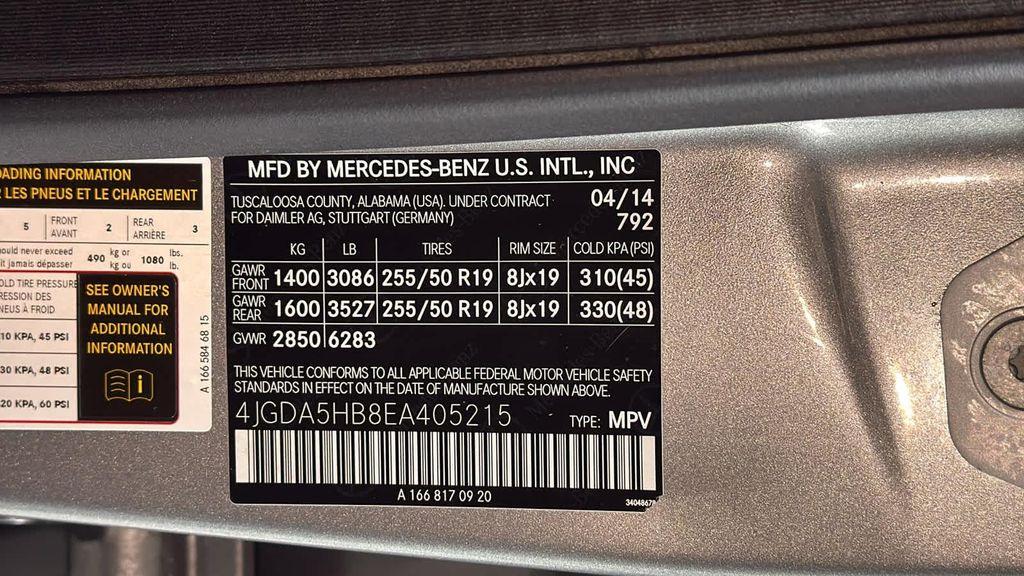 OADING INFORMATION
LES PNEUS ET LE CHARGEMENT
5 FRONT AVANT 2 REAR ARRIÈRE 3
ould never exceed 490 kg or 1080 lbs.
it jamais dépasser kg ou lb.
OLD TIRE PRESSURE
RESSION DES
NEUS À FROID
10 KPA, 45 PSI
30 KPA, 48 PSI
20 KPA, 60 PSI
SEE OWNER'S
MANUAL FOR
ADDITIONAL
INFORMATION
A 166 584 68 15
MFD BY MERCEDES-BENZ U.S. INTL., INC
TUSCALOOSA COUNTY, ALABAMA (USA). UNDER CONTRACT 04/14
FOR DAIMLER AG, STUTTGART (GERMANY) 792
KG LB TIRES RIM SIZE COLD KPA(PSI)
GAWR FRONT 1400 3086 255/50 R19 8Jx19 310(45)
GAWR REAR 1600 3527 255/50 R19 8Jx19 330(48)
GVWR 2850 6283
THIS VEHICLE CONFORMS TO ALL APPLICABLE FEDERAL MOTOR VEHICLE SAFETY
STANDARDS IN EFFECT ON THE DATE OF MANUFACTURE SHOWN ABOVE.
4JGDA5HB8EA405215 TYPE: MPV
A 166 817 09 20